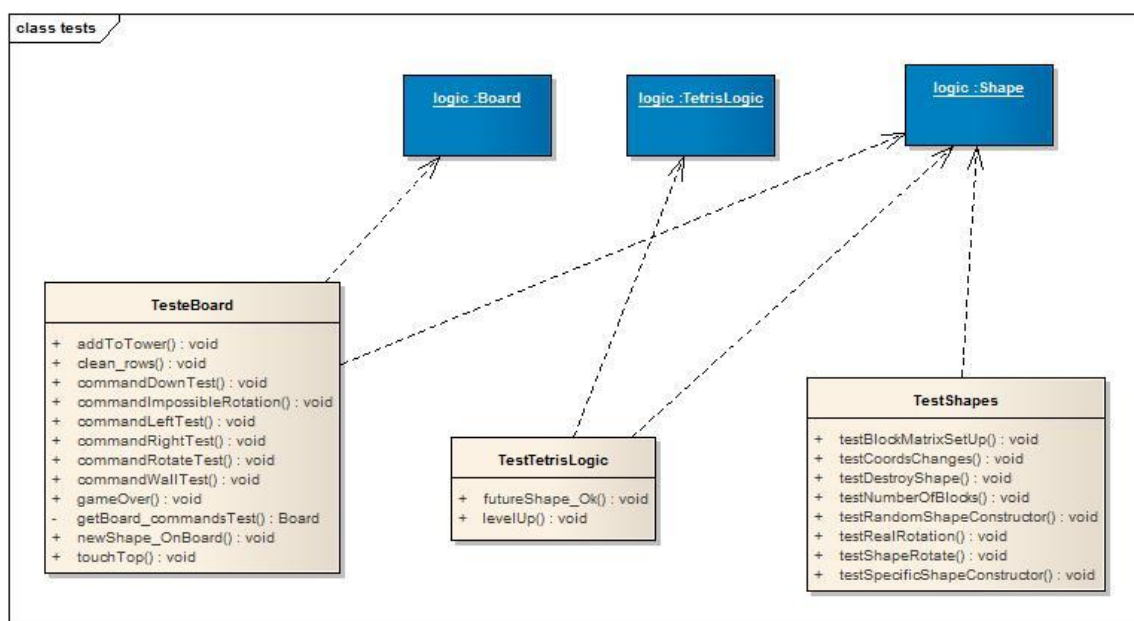 class tests
logic :Board
logic :TetrisLogic
logic :Shape
TesteBoard
+ addToTower() : void
+ clean_rows() : void
+ commandDownTest() : void
+ commandImpossibleRotation() : void
+ commandLeftTest() : void
+ commandRightTest() : void
+ commandRotateTest() : void
+ commandWallTest() : void
+ gameOver() : void
- getBoard_commandsTest() : Board
+ newShape_OnBoard() : void
+ touchTop() : void
TestTetrisLogic
+ futureShape_Ok() : void
+ levelUp() : void
TestShapes
+ testBlockMatrixSetUp() : void
+ testCoordsChanges() : void
+ testDestroyShape() : void
+ testNumberOfBlocks() : void
+ testRandomShapeConstructor() : void
+ testRealRotation() : void
+ testShapeRotate() : void
+ testSpecificShapeConstructor() : void